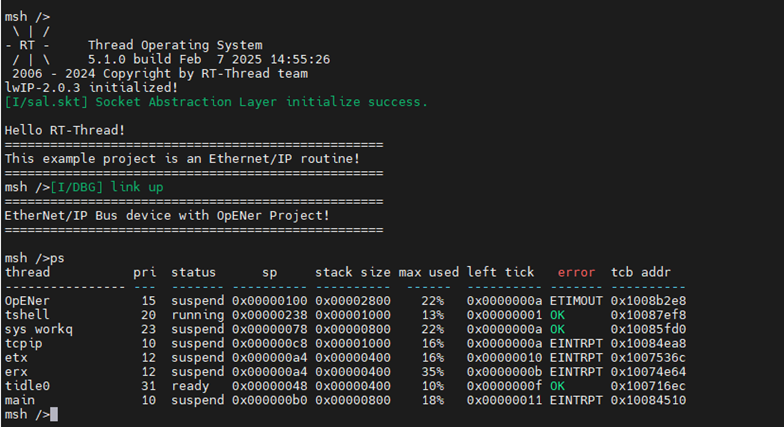 msh />
 \ | /
- RT -     Thread Operating System
 / | \     5.1.0 build Feb  7 2025 14:55:26
 2006 - 2024 Copyright by RT-Thread team
lwIP-2.0.3 initialized!
[I/sal.skt] Socket Abstraction Layer initialize success.
Hello RT-Thread!
==================================================
This example project is an Ethernet/IP routine!
==================================================
msh />[I/DBG] link up
==================================================
EtherNet/IP Bus device with OpENer Project!
==================================================
msh />ps
thread           pri  status      sp     stack size max used left tick   error  tcb addr
---------------- ---  ------- ---------- ----------  ------  ---------- ------- ----------
OpENer            15  suspend 0x00000100 0x00002800    22%   0x0000000a ETIMOUT 0x1008b2e8
tshell            20  running 0x00000238 0x00001000    13%   0x00000001 OK      0x10087ef8
sys workq         23  suspend 0x00000078 0x00000800    22%   0x0000000a OK      0x10085fd0
tcpip             10  suspend 0x000000c8 0x00001000    16%   0x0000000a EINTRPT 0x10084ea8
etx               12  suspend 0x000000a4 0x00000400    16%   0x00000010 EINTRPT 0x1007536c
erx               12  suspend 0x000000a4 0x00000400    35%   0x0000000b EINTRPT 0x10074e64
tidle0            31  ready   0x00000048 0x00000400    10%   0x0000000f OK      0x100716ec
main              10  suspend 0x000000b0 0x00000800    18%   0x00000011 EINTRPT 0x10084510
msh />